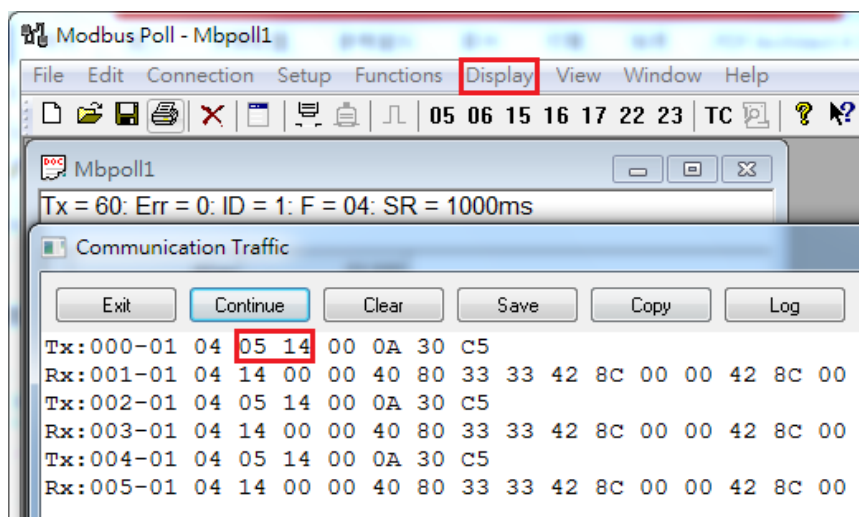 Modbus Poll - Mbpoll1
File Edit Connection Setup Functions Display View Window Help
05 06 15 16 17 22 23 TC
Mbpoll1
Tx = 60: Err = 0: ID = 1: F = 04: SR = 1000ms
Communication Traffic
Exit Continue Clear Save Copy Log
Tx:000-01 04 05 14 00 0A 30 C5
Rx:001-01 04 14 00 00 40 80 33 33 42 8C 00 00 42 8C 00
Tx:002-01 04 05 14 00 0A 30 C5
Rx:003-01 04 14 00 00 40 80 33 33 42 8C 00 00 42 8C 00
Tx:004-01 04 05 14 00 0A 30 C5
Rx:005-01 04 14 00 00 40 80 33 33 42 8C 00 00 42 8C 00